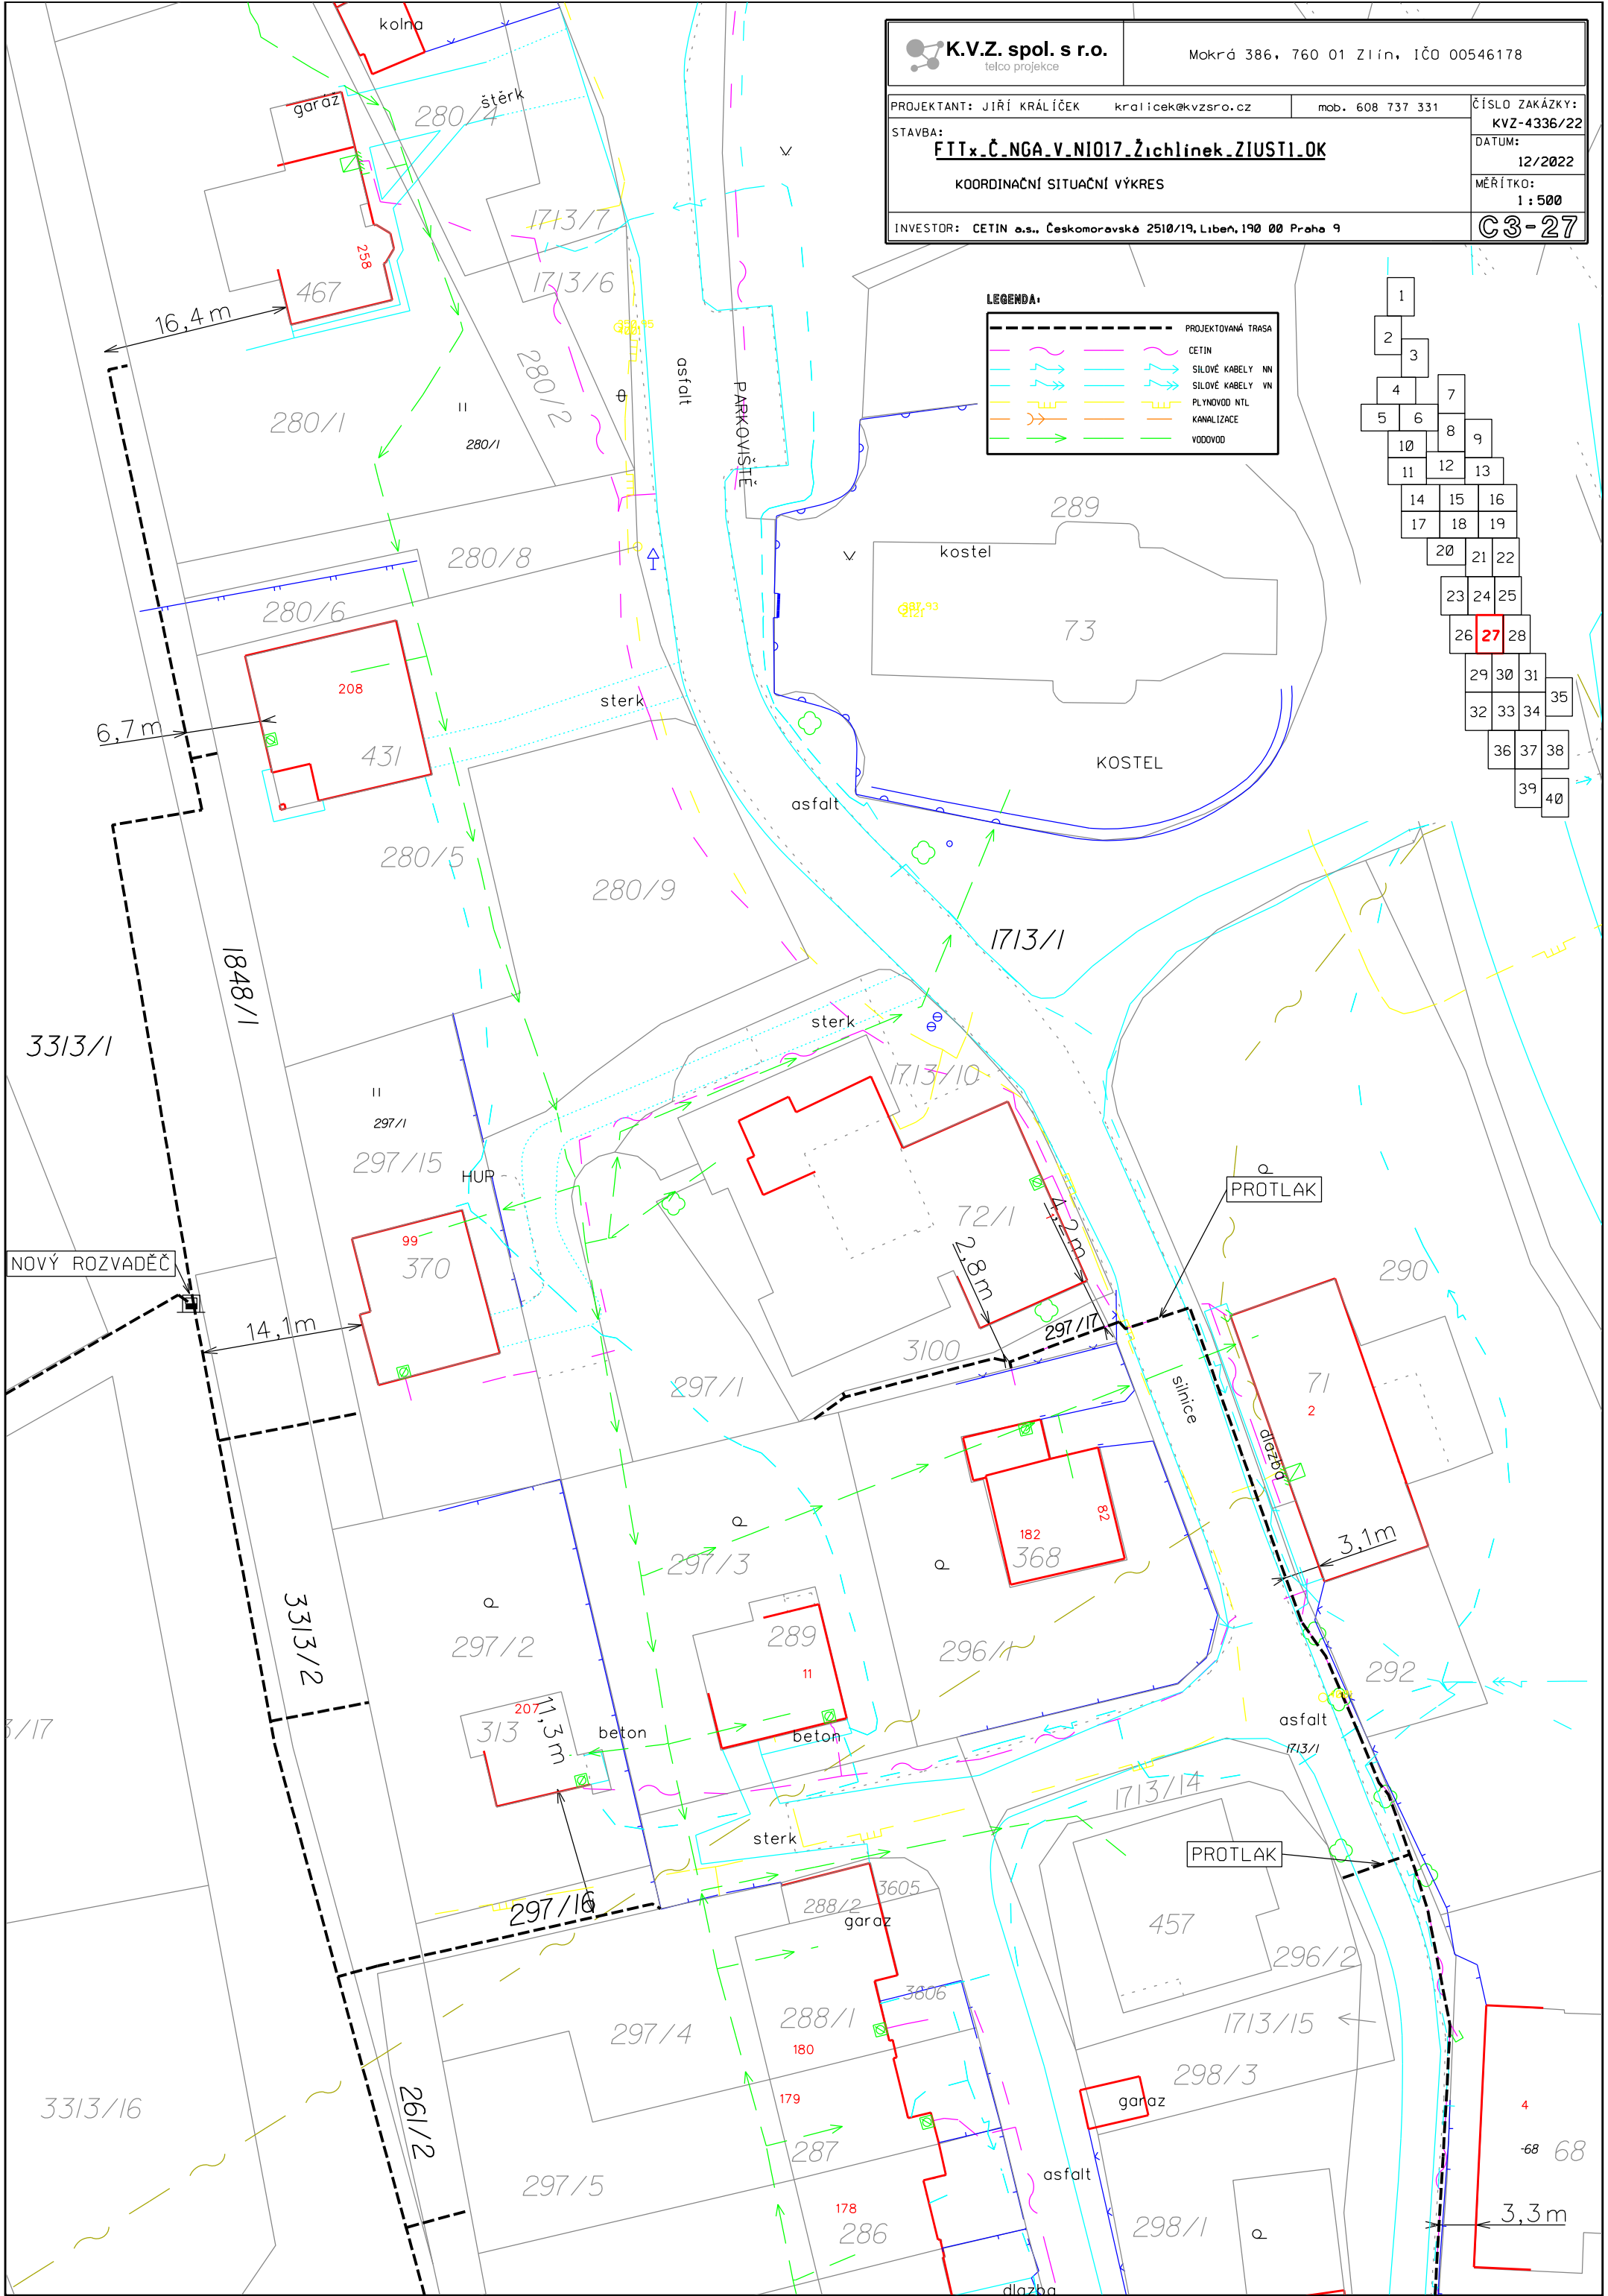 K.V.Z. spol. s r.o.
telco projekce
Mokrá 386, 760 01 Zlín, IČO 00546178
PROJEKTANT: JIŘÍ KRÁLÍČEK kralicek@kvzsro.cz mob. 608 737 331
ČÍSLO ZAKÁZKY:
KVZ-4336/22
STAVBA:
FTTx_Č_NGA_V_NI017_Žichlínek_ZIUST1_OK
KOORDINAČNÍ SITUAČNÍ VÝKRES
DATUM:
12/2022
MĚŘÍTKO:
1:500
INVESTOR: CETIN a.s., Českomoravská 2510/19, Libeň, 190 00 Praha 9
C3-27
LEGENDA:
PROJEKTOVANÁ TRASA
CETIN
SILOVÉ KABELY NN
SILOVÉ KABELY VN
PLYNOVOD NTL
KANALIZACE
VODOVOD
1
2
3
4
7
5 6
8
9
10
12
11
13
14 15 16
17 18 19
20
21 22
23 24 25
26 27 28
29 30 31
35
32 33 34
36 37 38
39
40
kolna
garáž
280/4
štěrk
1713/7
258
467
1713/6
16,4m
280/2
asfalt
PARKOVIŠTĚ
280/1
280/1
289
kostel
280/8
280/6
73
208
sterk
6,7m
431
KOSTEL
asfalt
280/5
280/9
1713/1
1848/1
3313/1
sterk
1713/10
297/1
297/15
HUP
PROTLAK
72/1
4,2m
99
370
2,8m
NOVÝ ROZVADĚČ
290
14,1m
297/17
3100
297/1
silnice
71
2
dlazba
82
182
368
3,1m
297/3
3313/2
297/2
289
11
296/1
292
207
313
11,3m
beton
beton
asfalt
1713/1
3/17
1713/14
sterk
PROTLAK
297/16
3605
288/2
garaz
457
296/2
3606
288/1
297/4
180
1713/15
298/3
179
garaz
3313/16
261/2
4
-68 68
287
297/5
asfalt
178
286
298/1
3,3m
dlazba